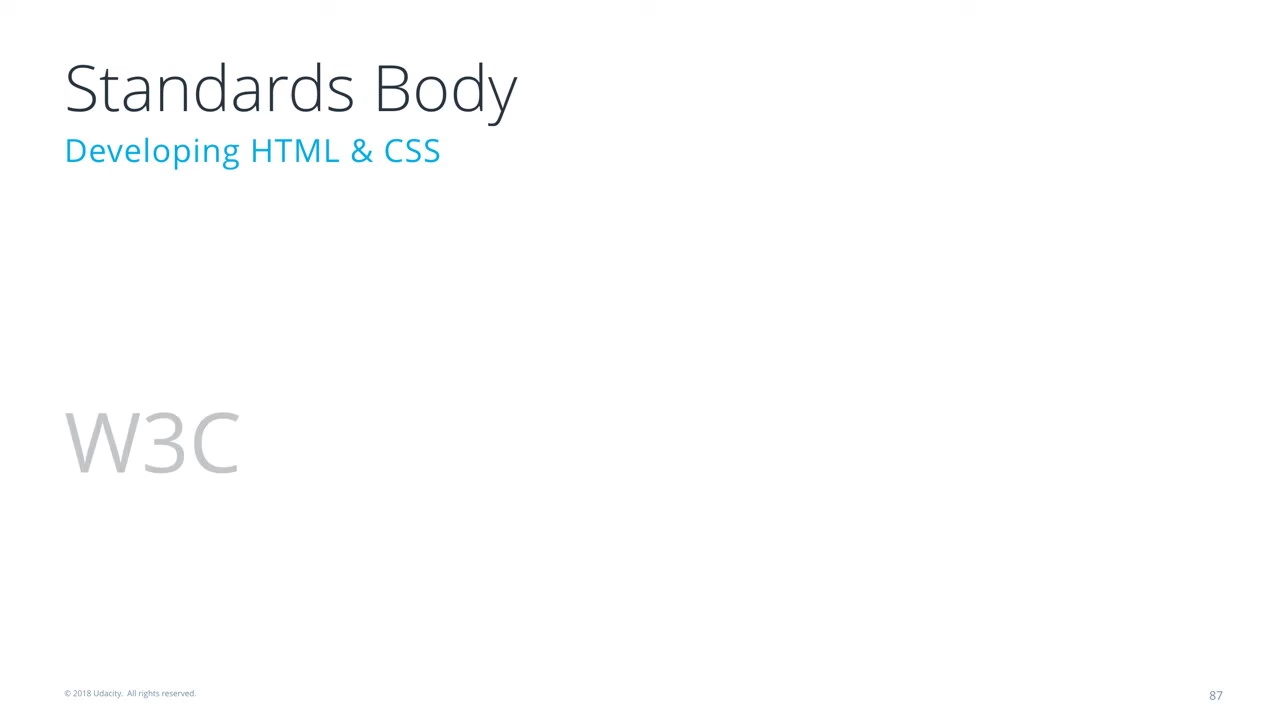 Standards Body
Developing HTML & CSS
W3C
© 2018 Udacity. All rights reserved.
87